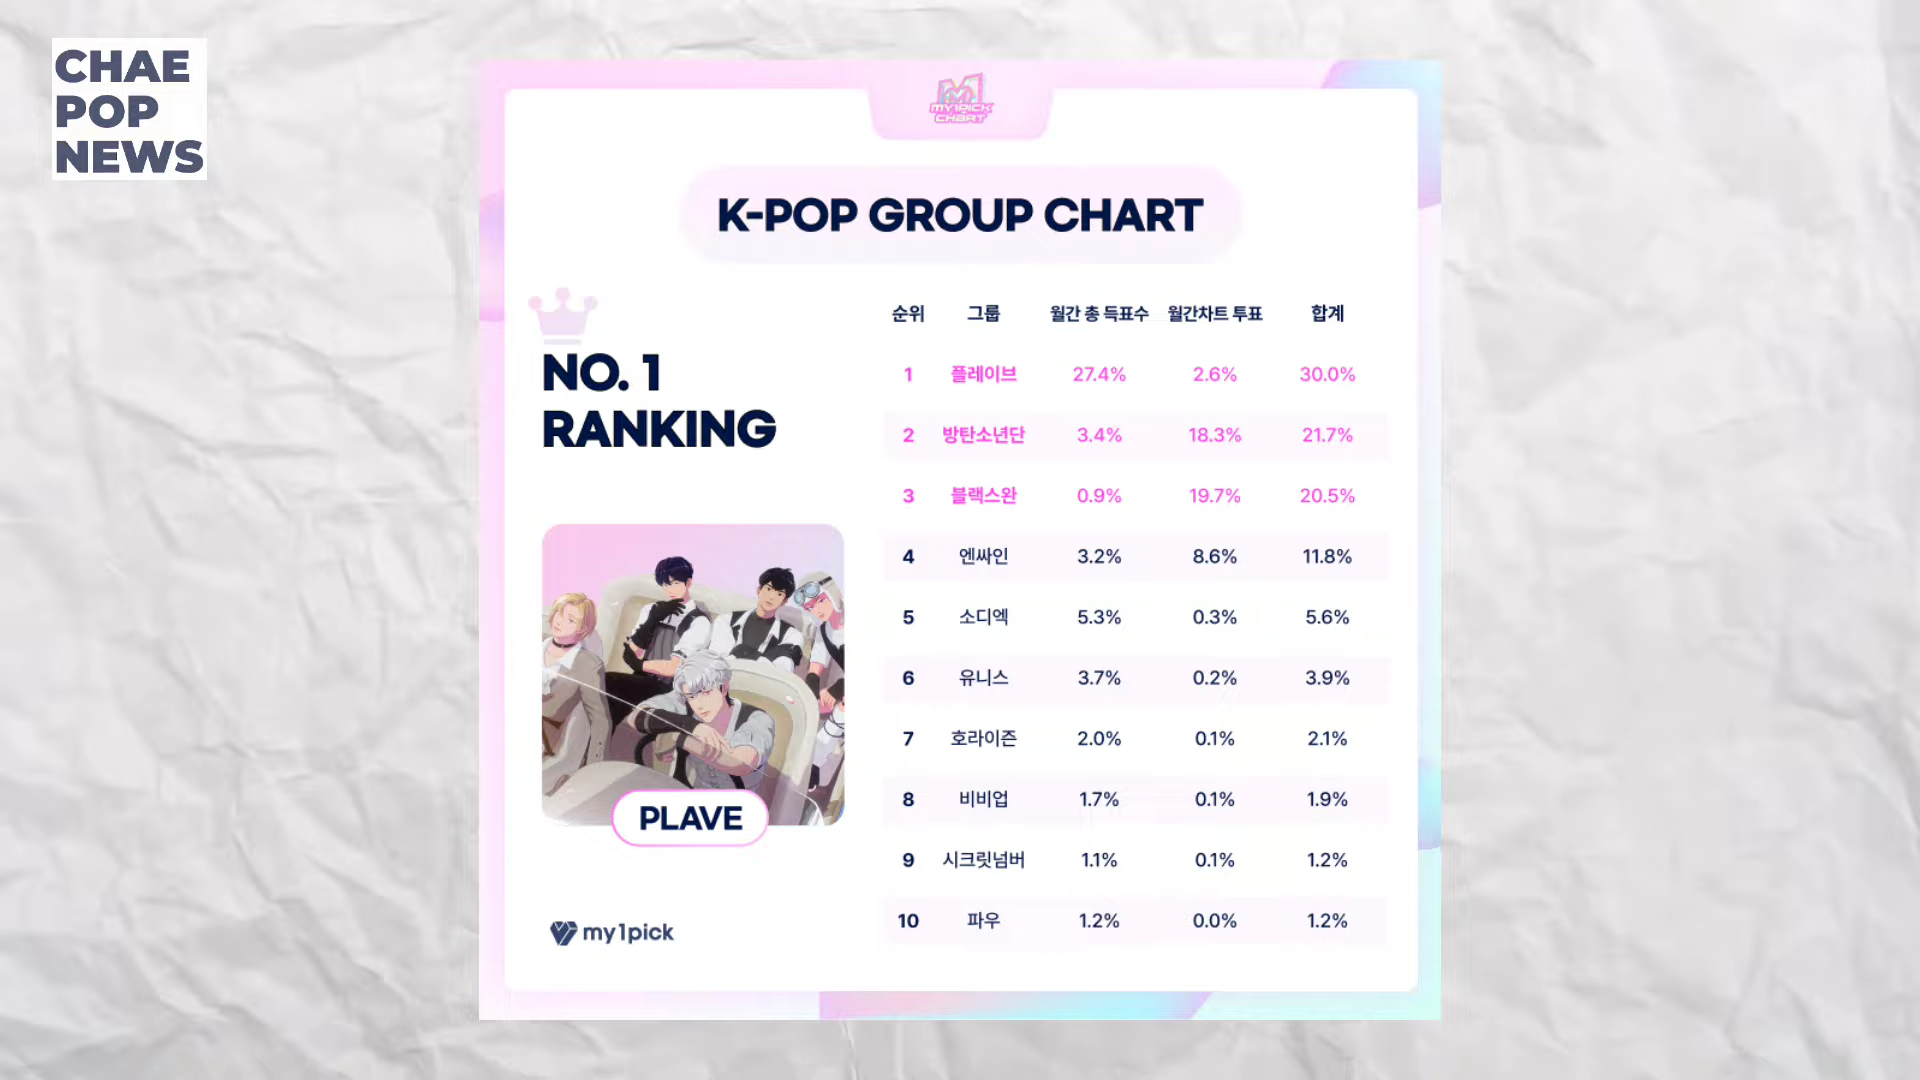 CHAE
POP
NEWS
MY1PICK
CHART
K-POP GROUP CHART
NO. 1
RANKING
PLAVE
my1pick
순위 그룹 월간 총 득표수 월간차트 투표 합계
1 플레이브 27.4% 2.6% 30.0%
2 방탄소년단 3.4% 18.3% 21.7%
3 블랙스완 0.9% 19.7% 20.5%
4 엔싸인 3.2% 8.6% 11.8%
5 소디엑 5.3% 0.3% 5.6%
6 유니스 3.7% 0.2% 3.9%
7 호라이즌 2.0% 0.1% 2.1%
8 비비업 1.7% 0.1% 1.9%
9 시크릿넘버 1.1% 0.1% 1.2%
10 파우 1.2% 0.0% 1.2%